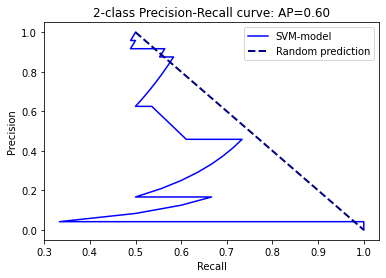 2-class Precision-Recall curve: AP=0.60
SVM-model
Random prediction
Precision
1.0
0.8
0.6
0.4
0.2
0.0
0.3 0.4 0.5 0.6 0.7 0.8 0.9 1.0
Recall